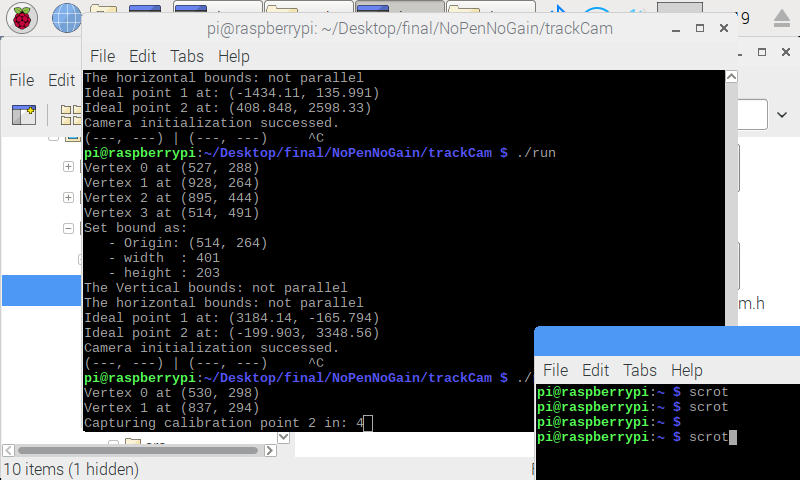 19
pi@raspberrypi: ~/Desktop/final/NoPenNoGain/trackCam
File Edit
File Edit Tabs Help
The horizontal bounds: not parallel
Ideal point 1 at: (-1434.11, 135.991)
Ideal point 2 at: (408.848, 2598.33)
Camera initialization successed.
(---, ---) | (---, ---)     ^C
pi@raspberrypi:~/Desktop/final/NoPenNoGain/trackCam $ ./run
Vertex 0 at (527, 288)
Vertex 1 at (928, 264)
Vertex 2 at (895, 444)
Vertex 3 at (514, 491)
Set bound as:
   - Origin: (514, 264)
   - width  : 401
   - height : 203
The Vertical bounds: not parallel
The horizontal bounds: not parallel
Ideal point 1 at: (3184.14, -165.794)
Ideal point 2 at: (-199.903, 3348.56)
Camera initialization successed.
(---, ---) | (---, ---)     ^C
pi@raspberrypi:~/Desktop/final/NoPenNoGain/trackCam $ ./
Vertex 0 at (530, 298)
Vertex 1 at (837, 294)
Capturing calibration point 2 in: 4
m.h
File Edit Tabs Help
pi@raspberrypi:~ $ scrot
pi@raspberrypi:~ $ scrot
pi@raspberrypi:~ $
pi@raspberrypi:~ $ scrot
10 items (1 hidden)